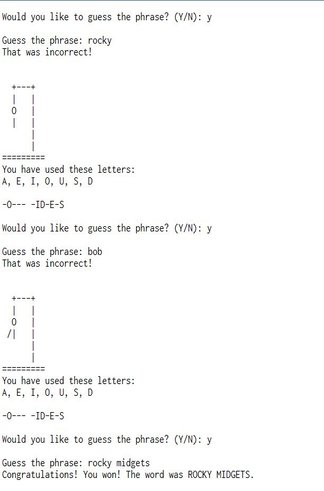 Would you like to guess the phrase? (Y/N): y
Guess the phrase: rocky
That was incorrect!
+---+
|   |
O   |
|   |
    |
    |
=========
You have used these letters:
A, E, I, O, U, S, D
-O--- -ID-E-S
Would you like to guess the phrase? (Y/N): y
Guess the phrase: bob
That was incorrect!
+---+
|   |
O   |
/|   |
    |
    |
=========
You have used these letters:
A, E, I, O, U, S, D
-O--- -ID-E-S
Would you like to guess the phrase? (Y/N): y
Guess the phrase: rocky midgets
Congratulations! You won! The word was ROCKY MIDGETS.